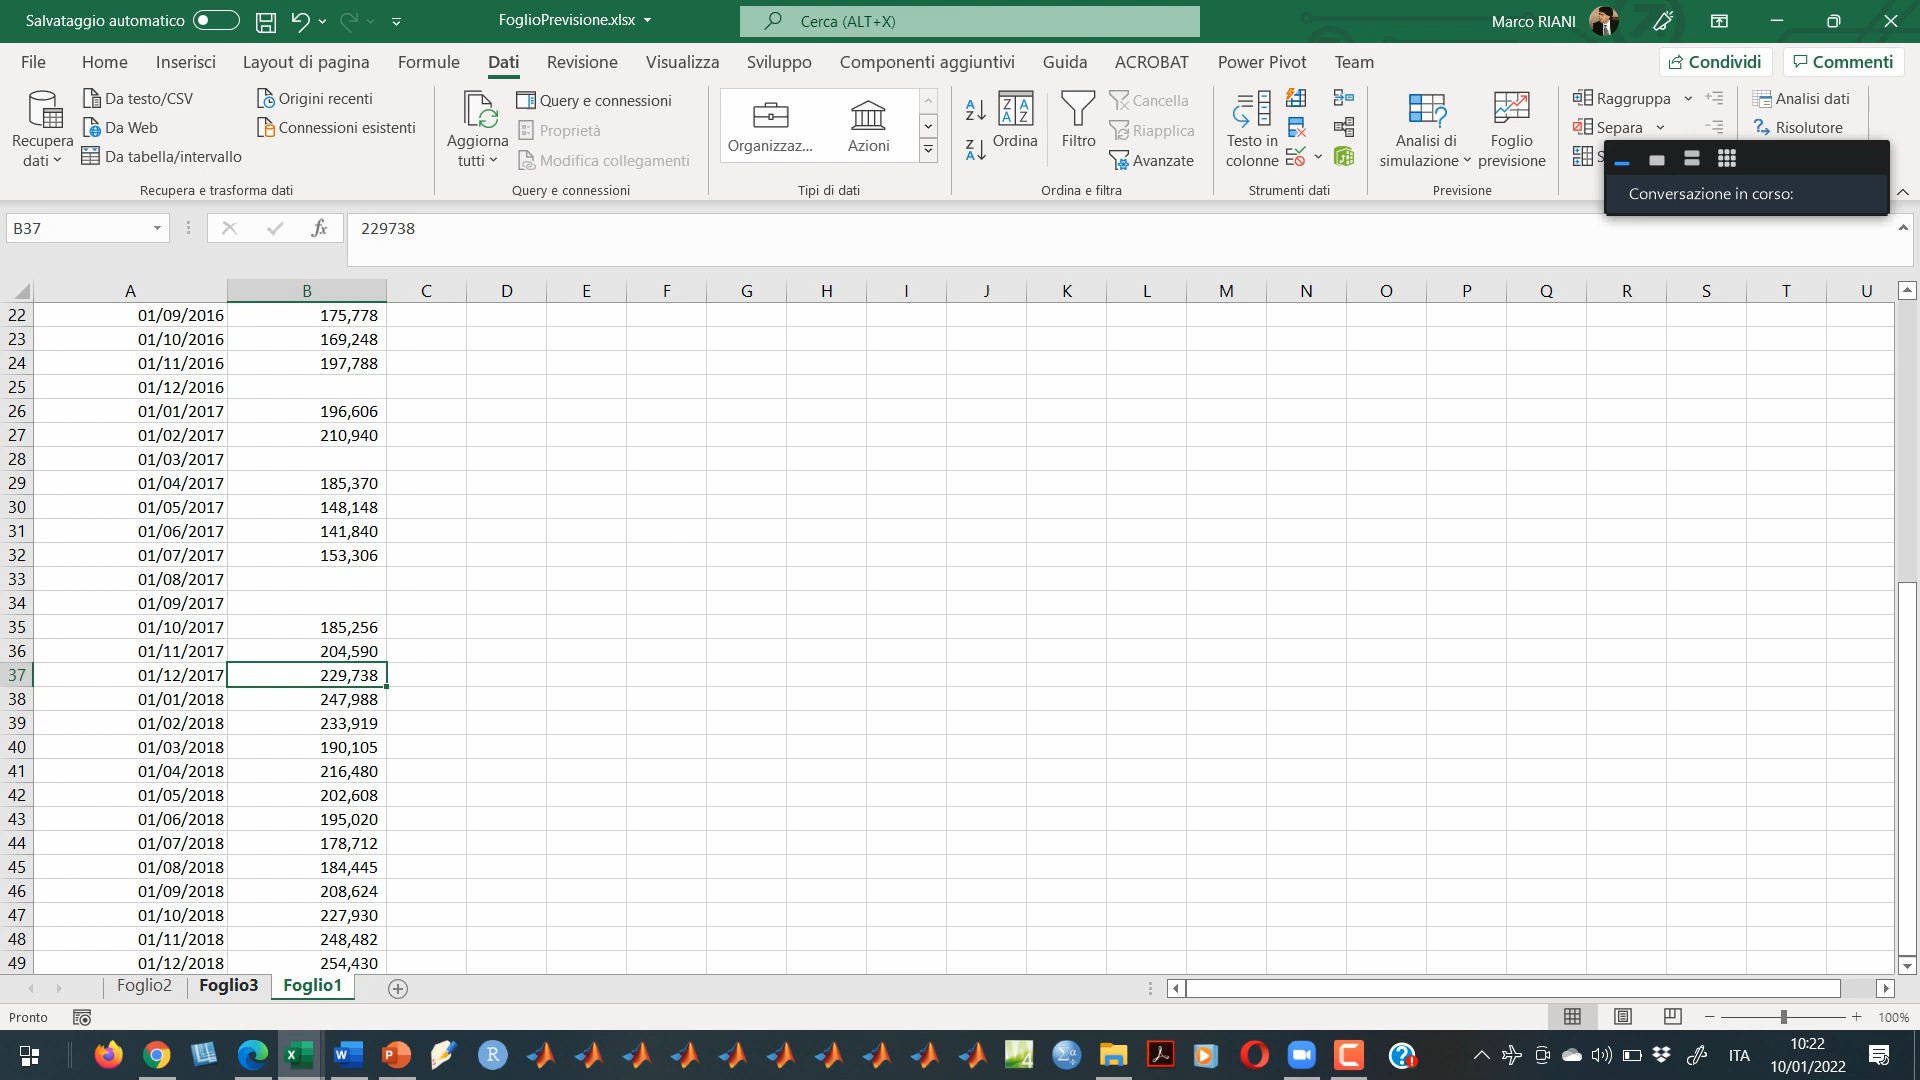 Salvataggio automatico FoglioPrevisione.xlsx Cerca (ALT+X) Marco RIANI
File Home Inserisci Layout di pagina Formule Dati Revisione Visualizza Sviluppo Componenti aggiuntivi Guida ACROBAT Power Pivot Team Condividi Commenti
Recupera dati
Da testo/CSV
Da Web
Da tabella/intervallo
Origini recenti
Connessioni esistenti
Recupera e trasforma dati
Aggiorna tutti
Query e connessioni
Proprietà
Modifica collegamenti
Query e connessioni
Organizzaz...
Azioni
Tipi di dati
Ordina
Filtro
Cancella
Riapplica
Avanzate
Ordina e filtra
Testo in colonne
Strumenti dati
Analisi di simulazione
Foglio previsione
Previsione
Raggruppa
Separa
S
Analisi dati
Risolutore
Conversazione in corso:
B37 fx 229738
A B C D E F G H I J K L M N O P Q R S T U
22 01/09/2016 175,778
23 01/10/2016 169,248
24 01/11/2016 197,788
25 01/12/2016
26 01/01/2017 196,606
27 01/02/2017 210,940
28 01/03/2017
29 01/04/2017 185,370
30 01/05/2017 148,148
31 01/06/2017 141,840
32 01/07/2017 153,306
33 01/08/2017
34 01/09/2017
35 01/10/2017 185,256
36 01/11/2017 204,590
37 01/12/2017 229,738
38 01/01/2018 247,988
39 01/02/2018 233,919
40 01/03/2018 190,105
41 01/04/2018 216,480
42 01/05/2018 202,608
43 01/06/2018 195,020
44 01/07/2018 178,712
45 01/08/2018 184,445
46 01/09/2018 208,624
47 01/10/2018 227,930
48 01/11/2018 248,482
49 01/12/2018 254,430
Foglio2 Foglio3 Foglio1
Pronto 100%
ITA 10:22
10/01/2022